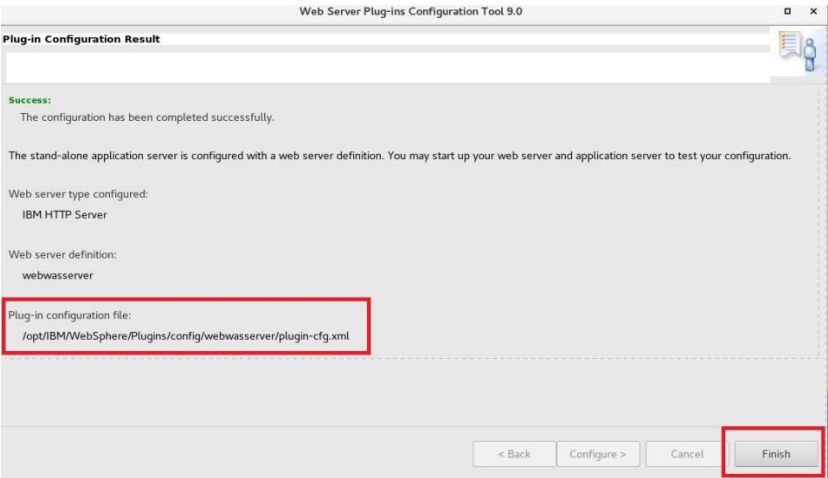 Web Server Plug-ins Configuration Tool 9.0
Plug-in Configuration Result
Success:
The configuration has been completed successfully.
The stand-alone application server is configured with a web server definition. You may start up your web server and application server to test your configuration.
Web server type configured:
IBM HTTP Server
Web server definition:
webwasserver
Plug-in configuration file:
/opt/IBM/WebSphere/Plugins/config/webwasserver/plugin-cfg.xml
< Back Configure > Cancel Finish